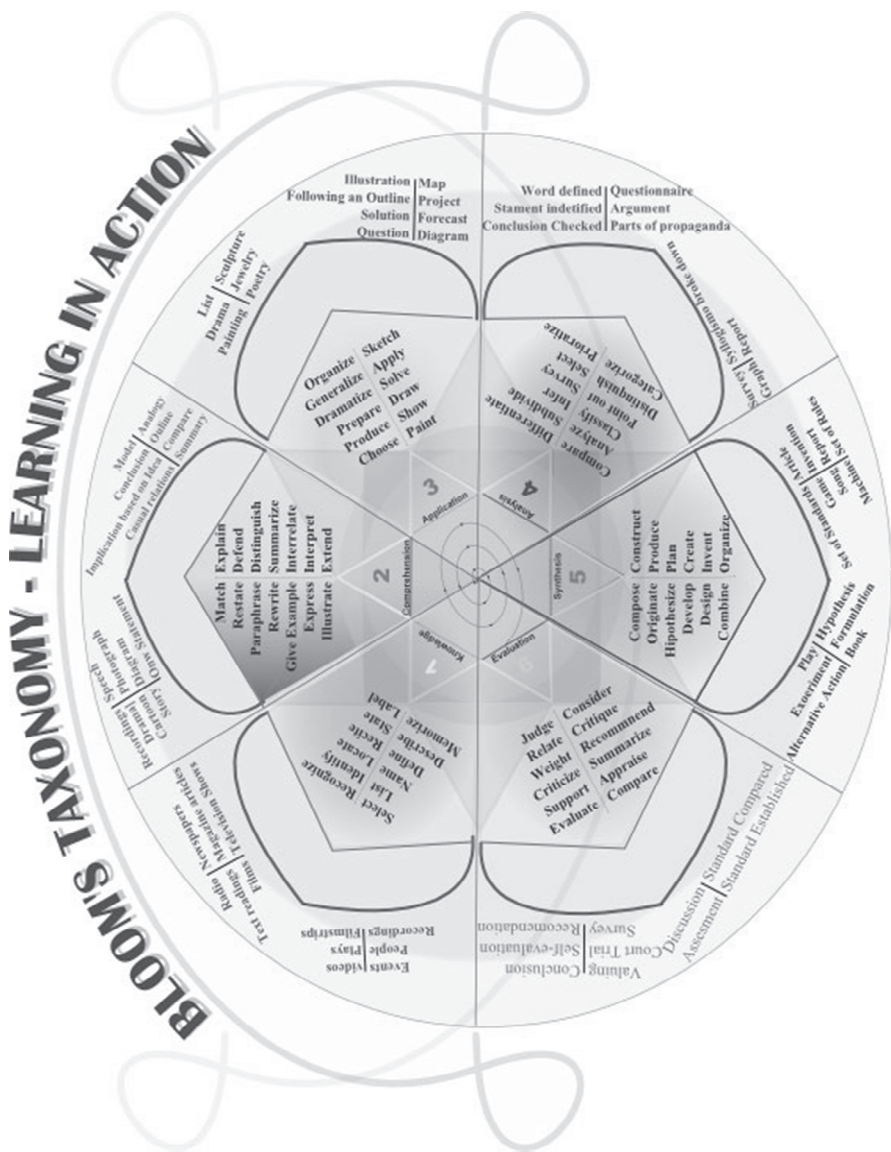 BLOOM'S TAXONOMY - LEARNING IN ACTION
1
Knowledge
Select Recognize
List Identify
Name Locate
Define Recite
Describe State
Memorize Label
Events videos
People Plays
Recordings Filmstrips
Text readings
Films Television Shows
Magazine articles
Radio Newspapers
2
Comprehension
Match Explain
Restate Defend
Paraphrase Distinguish
Rewrite Summarize
Give Example Interrelate
Express Interpret
Illustrate Extend
Recordings Speech
Drama Photograph
Cartoon Diagram
Story Onw Statement
Model Analogy
Conclusion Outline
Implication based on Idea Compare
Casual relations Summary
3
Application
Organize Sketch
Generalize Apply
Dramatize Solve
Prepare Draw
Produce Show
Choose Paint
List Sculpture
Drama Jewelry
Painting Poetry
Illustration Map
Following an Outline Project
Solution Forecast
Question Diagram
4
Analysis
Compare
Analyze
Classify
Point out
Distinquish
Categorize
Differentiate
Subdivide
Infer
Survey
Select
Prioratize
Word defined Questionnaire
Stament indetified Argument
Conclusion Checked Parts of propaganda
Syllogismo broke down
Survey Report
Graph
5
Synthesis
Compose Construct
Originate Produce
Hipothesize Plan
Develop Create
Design Invent
Combine Organize
Article
Set of Standards Invention
Game Report
Song Set of Rules
Machine
Play Hypothesis
Exoeriment Formulation
Alternative Action Book
6
Evaluation
Judge Consider
Relate Critique
Weight Recommnend
Criticize Summarize
Support Appraise
Evaluate Compare
Discussion Standard Compared
Assesment Standard Established
Valuing Conclusion
Court Trial Self-evaluation
Survey Recomendation